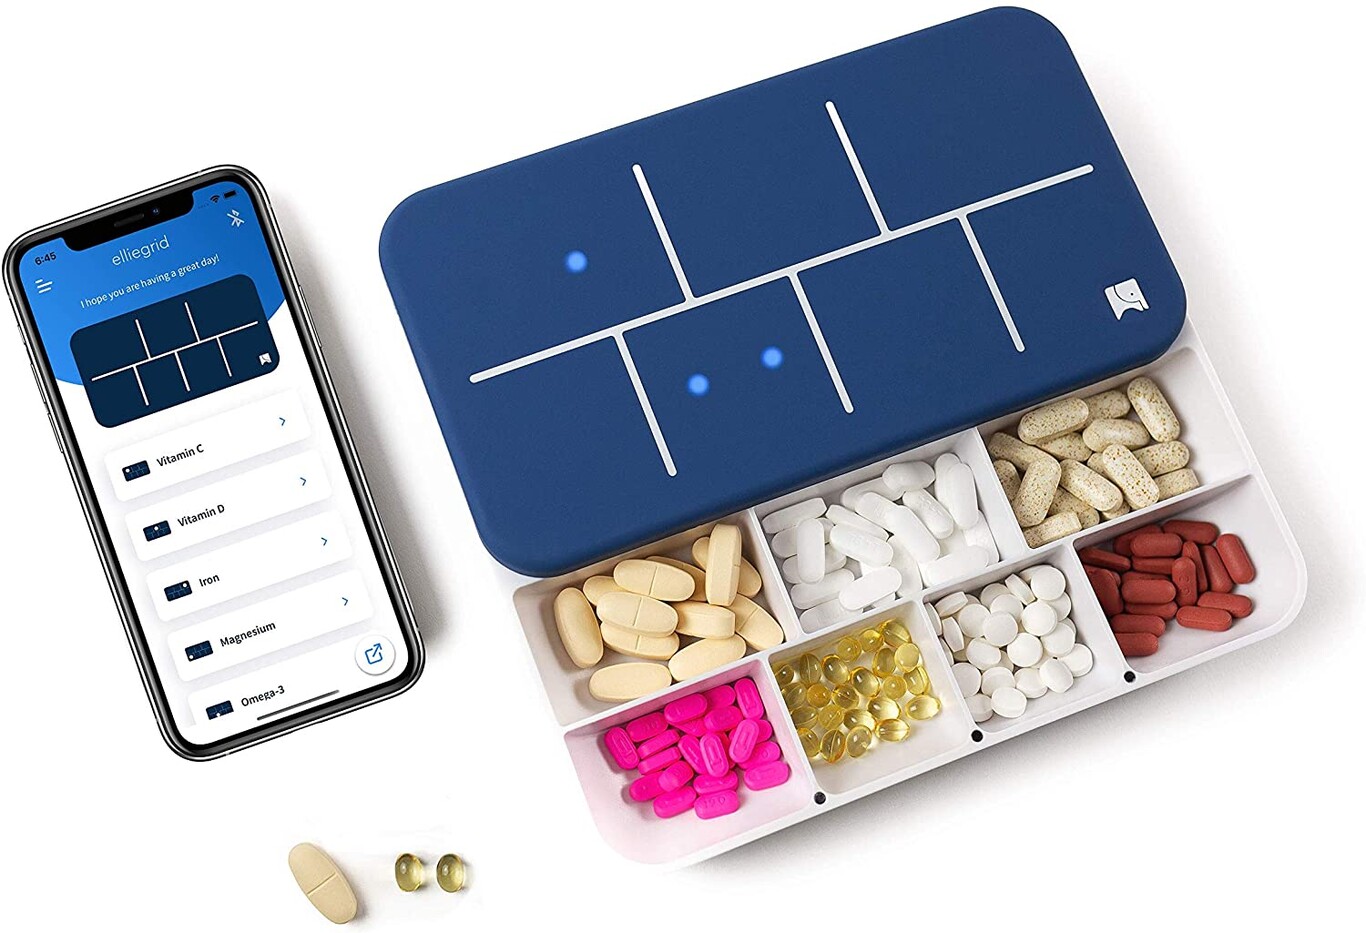 6:45
elliegrid
I hope you are having a great day!
Vitamin C
Vitamin D
Iron
Magnesium
Omega-3